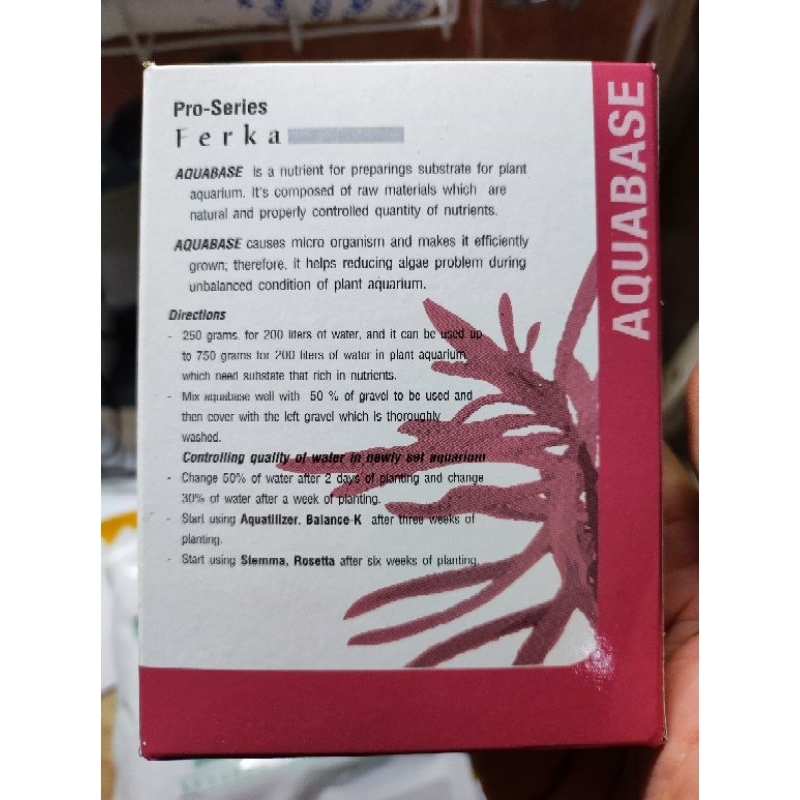 Pro-Series
Ferka
AQUABASE is a nutrient for preparings substrate for plant
aquarium. It's composed of raw materials which are
natural and properly controlled quantity of nutrients.
AQUABASE causes micro organism and makes it efficiently
grown; therefore, it helps reducing algae problem during
unbalanced condition of plant aquarium.
Directions
- 250 grams. for 200 liters of water, and it can be used up
to 750 grams for 200 liters of water in plant aquarium
which need substate that rich in nutrients.
- Mix aquabase well with 50 % of gravel to be used and
then cover with the left gravel which is thoroughly
washed.
Controlling quality of water in newly set aquarium
- Change 50% of water after 2 days of planting and change
30% of water after a week of planting.
- Start using Aquatilizer, Balance-K after three weeks of
planting.
- Start using Stemma, Rosetta after six weeks of planting.
AQUABASE